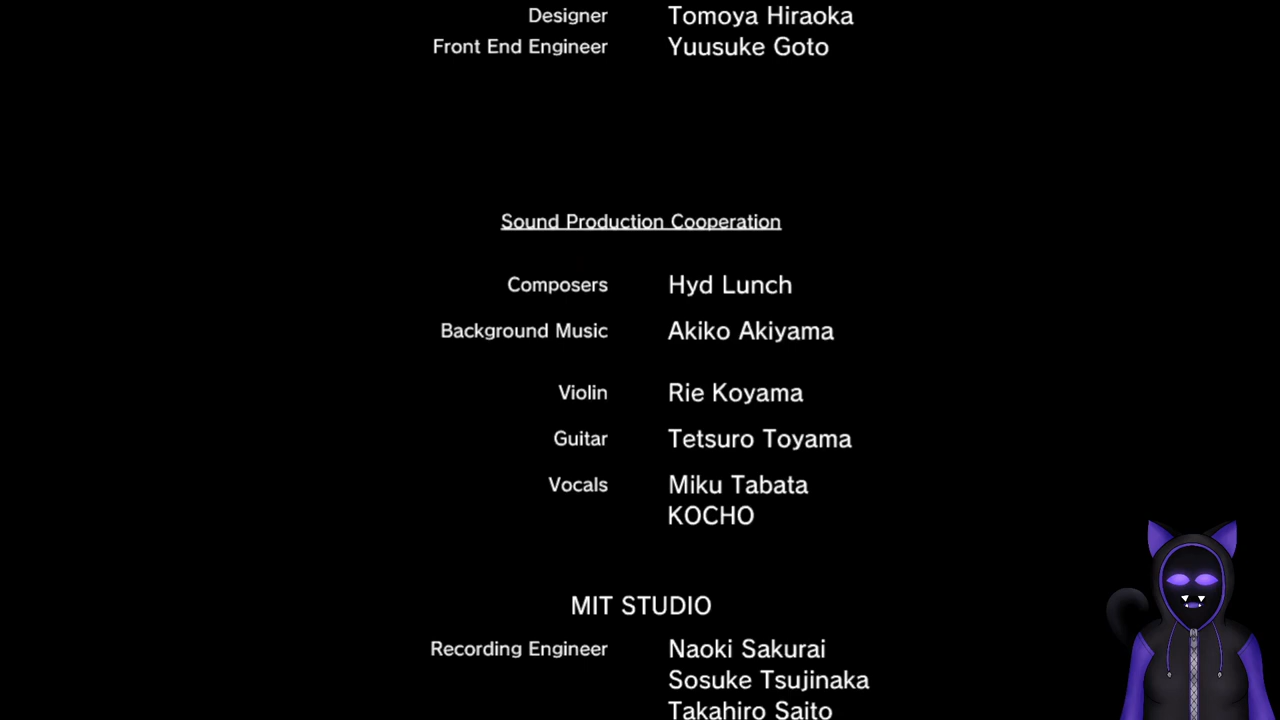 Designer Tomoya Hiraoka
Front End Engineer Yuusuke Goto
Sound Production Cooperation
Composers Hyd Lunch
Background Music Akiko Akiyama
Violin Rie Koyama
Guitar Tetsuro Toyama
Vocals Miku Tabata
KOCHO
MIT STUDIO
Recording Engineer Naoki Sakurai
Sosuke Tsujinaka
Takahiro Saito